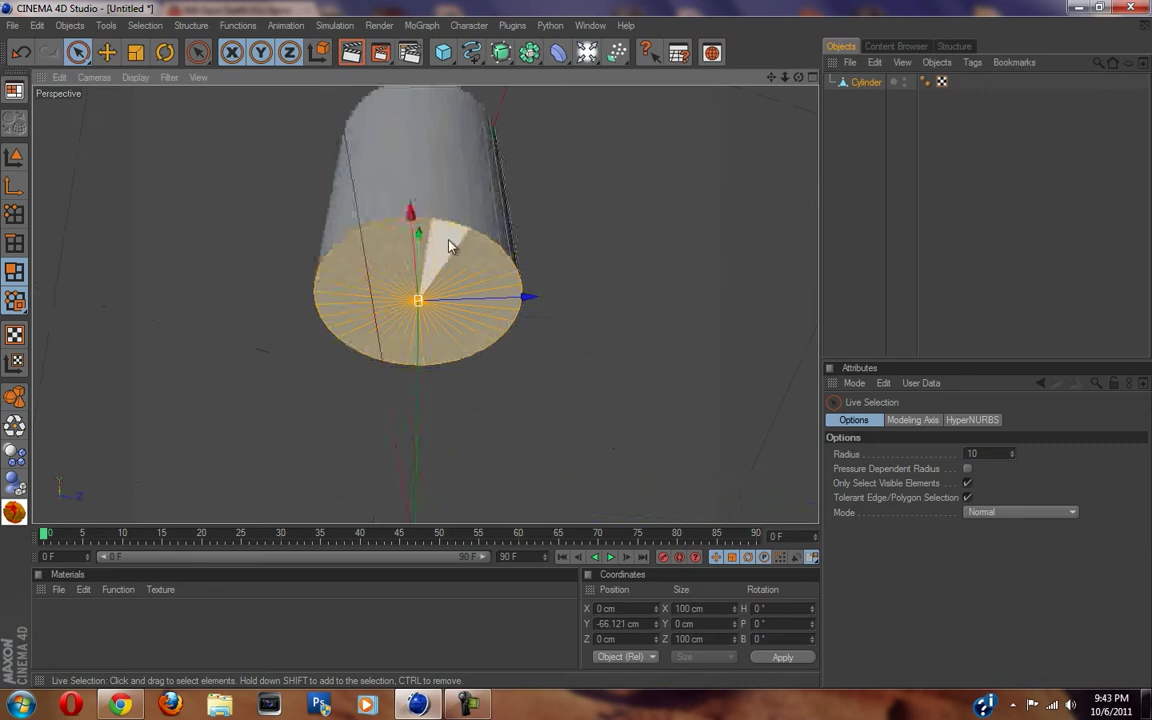 CINEMA 4D Studio - [Untitled *]
File Edit Objects Tools Selection Structure Functions Animation Simulation Render MoGraph Character Plugins Python Window Help
X Y Z
Edit Cameras Display Filter View
Perspective
Objects Content Browser Structure
File Edit View Objects Tags Bookmarks
Cylinder
Attributes
Mode Edit User Data
Live Selection
Options Modeling Axis HyperNURBS
Options
Radius 10
Pressure Dependent Radius
Only Select Visible Elements
Tolerant Edge/Polygon Selection
Mode Normal
Y Z
0 5 10 15 20 25 30 35 40 45 50 55 60 65 70 75 80 85 90 0 F
0 F 0 F 90 F 90 F
Materials
File Edit Function Texture
Coordinates
Position Size Rotation
X 0 cm X 100 cm H 0 °
Y -66.121 cm Y 0 cm P 0 °
Z 0 cm Z 100 cm B 0 °
Object (Rel) Size Apply
MAXON CINEMA 4D
Live Selection: Click and drag to select elements. Hold down SHIFT to add to the selection, CTRL to remove.
Ps
9:43 PM
10/6/2011